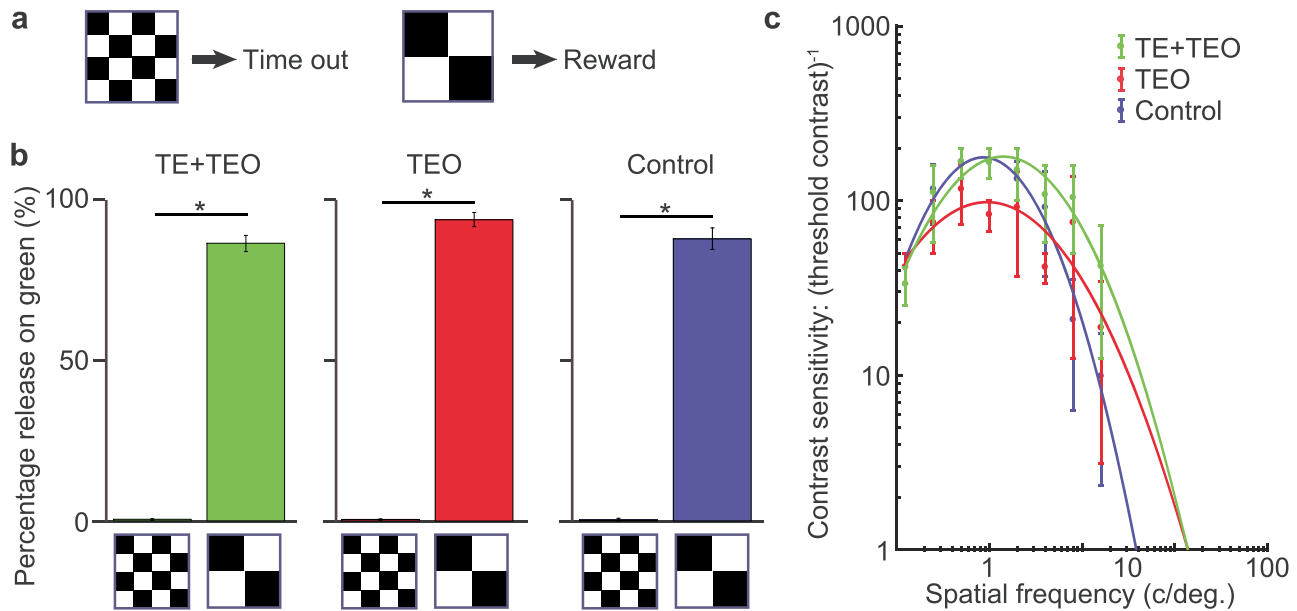 a
Time out
Reward
b
TE+TEO
TEO
Control
Percentage release on green (%)
100
50
0
*
*
*
c
Contrast sensitivity: (threshold contrast)-1
1000
100
10
1
TE+TEO
TEO
Control
1
10
100
Spatial frequency (c/deg.)